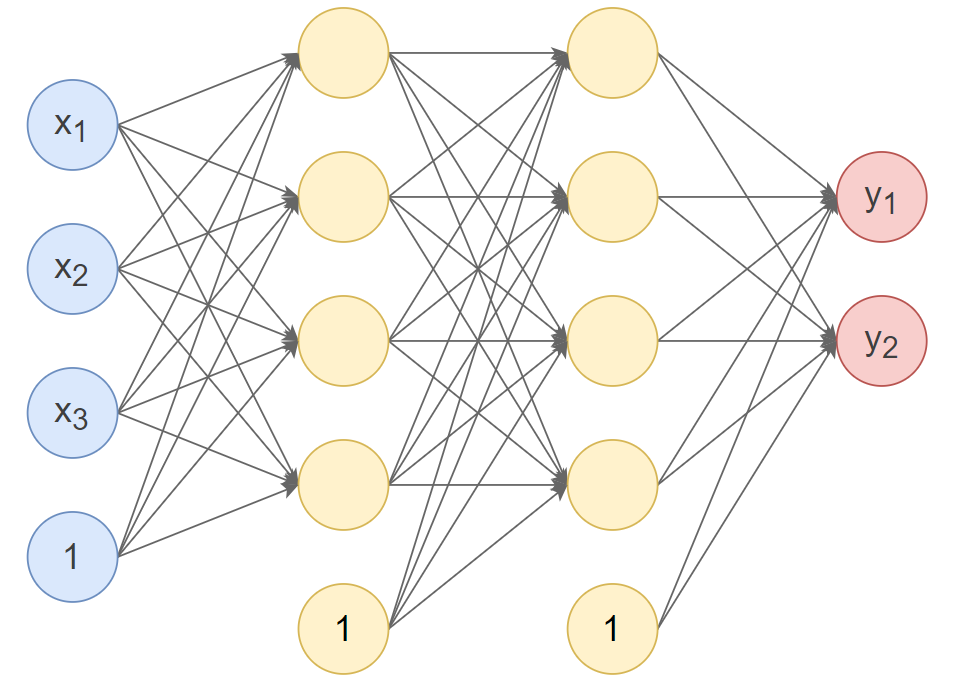 x₁
x₂
x₃
1
1
1
y₁
y₂